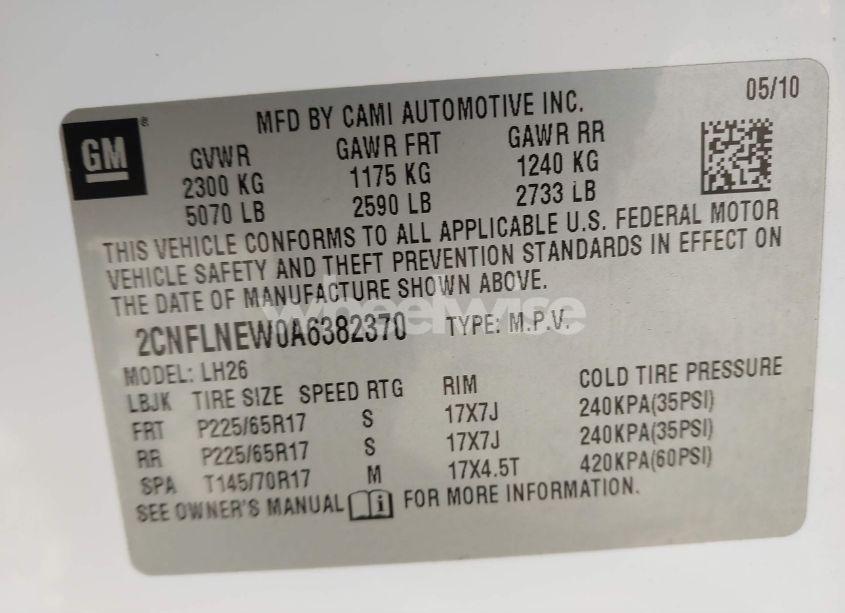 GM ®
MFD BY CAMI AUTOMOTIVE INC. 05/10
GVWR GAWR FRT GAWR RR
2300 KG 1175 KG 1240 KG
5070 LB 2590 LB 2733 LB
THIS VEHICLE CONFORMS TO ALL APPLICABLE U.S. FEDERAL MOTOR
VEHICLE SAFETY AND THEFT PREVENTION STANDARDS IN EFFECT ON
THE DATE OF MANUFACTURE SHOWN ABOVE.
wheelwise
2CNFLNEW0A6382370 TYPE: M.P.V.
MODEL: LH26
LBJK TIRE SIZE SPEED RTG RIM COLD TIRE PRESSURE
FRT P225/65R17 S 17X7J 240KPA(35PSI)
RR P225/65R17 S 17X7J 240KPA(35PSI)
SPA T145/70R17 M 17X4.5T 420KPA(60PSI)
SEE OWNER'S MANUAL i FOR MORE INFORMATION.